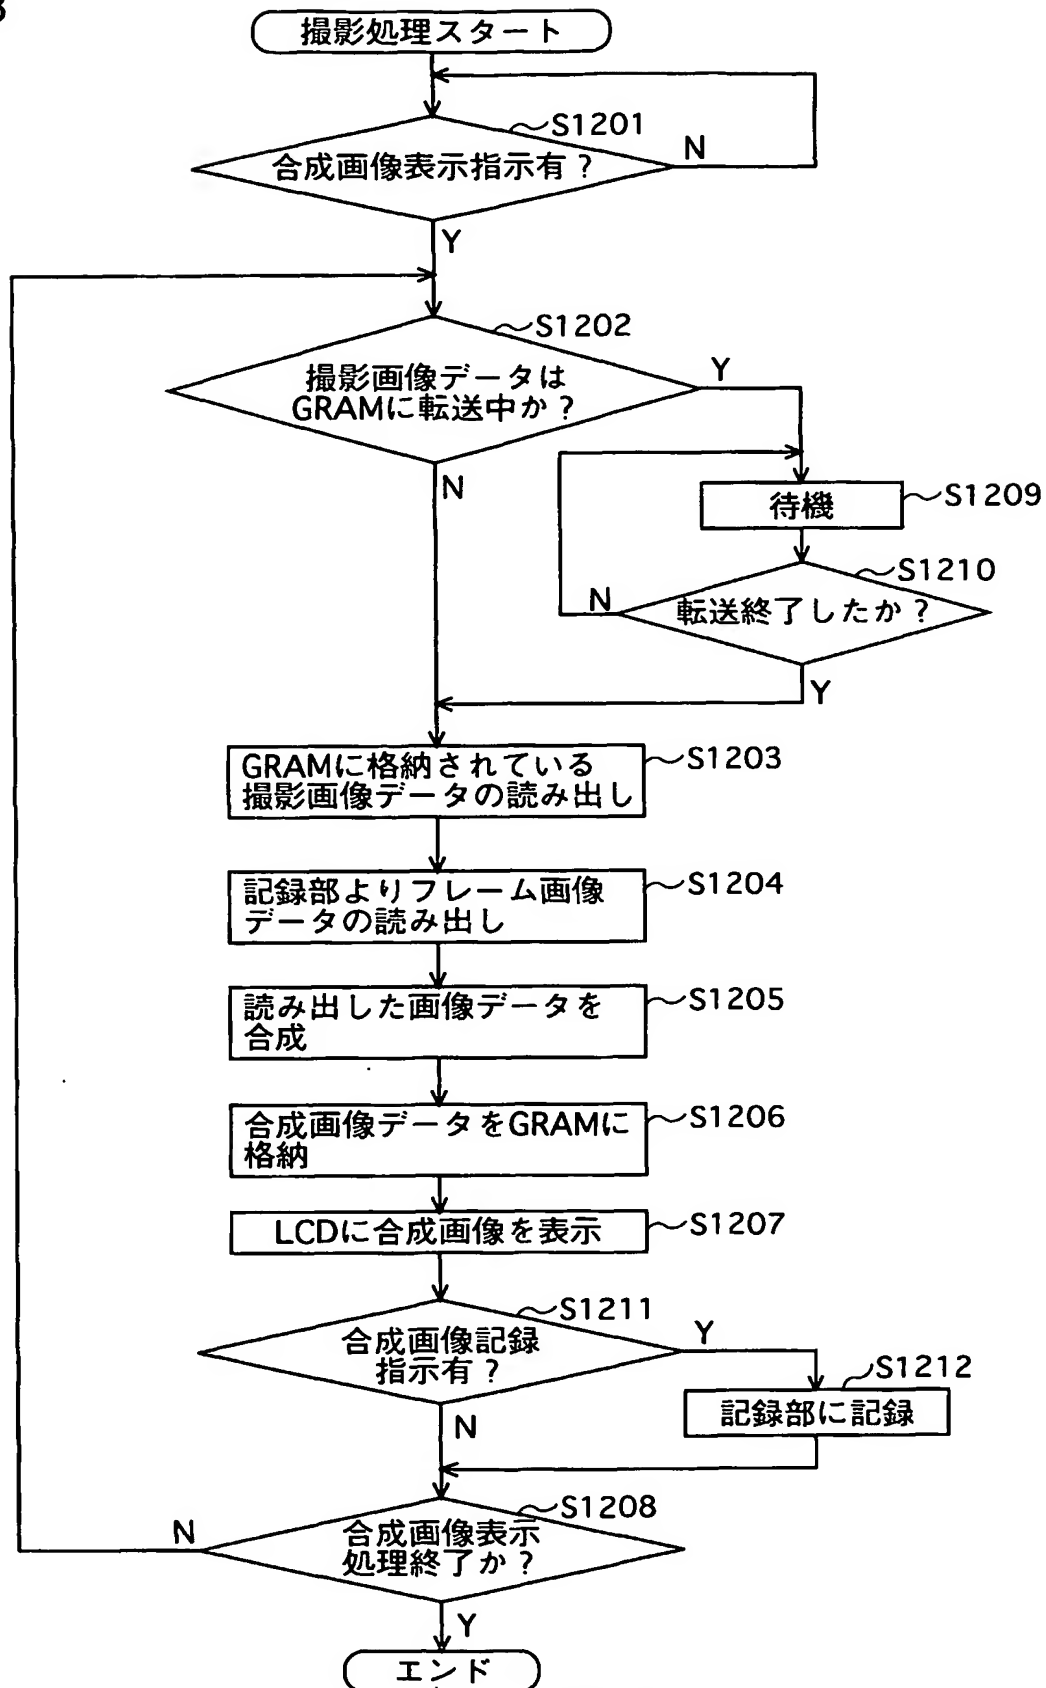 撮影処理スタート
S1201
合成画像表示指示有？
N
Y
S1202
撮影画像データは
GRAMに転送中か？
Y
N
待機
S1209
S1210
転送終了したか？
N
Y
GRAMに格納されている
撮影画像データの読み出し
S1203
記録部よりフレーム画像
データの読み出し
S1204
読み出した画像データを
合成
S1205
合成画像データをGRAMに
格納
S1206
LCDに合成画像を表示
S1207
S1211
合成画像記録
指示有？
Y
N
S1212
記録部に記録
S1208
合成画像表示
処理終了か？
N
Y
エンド